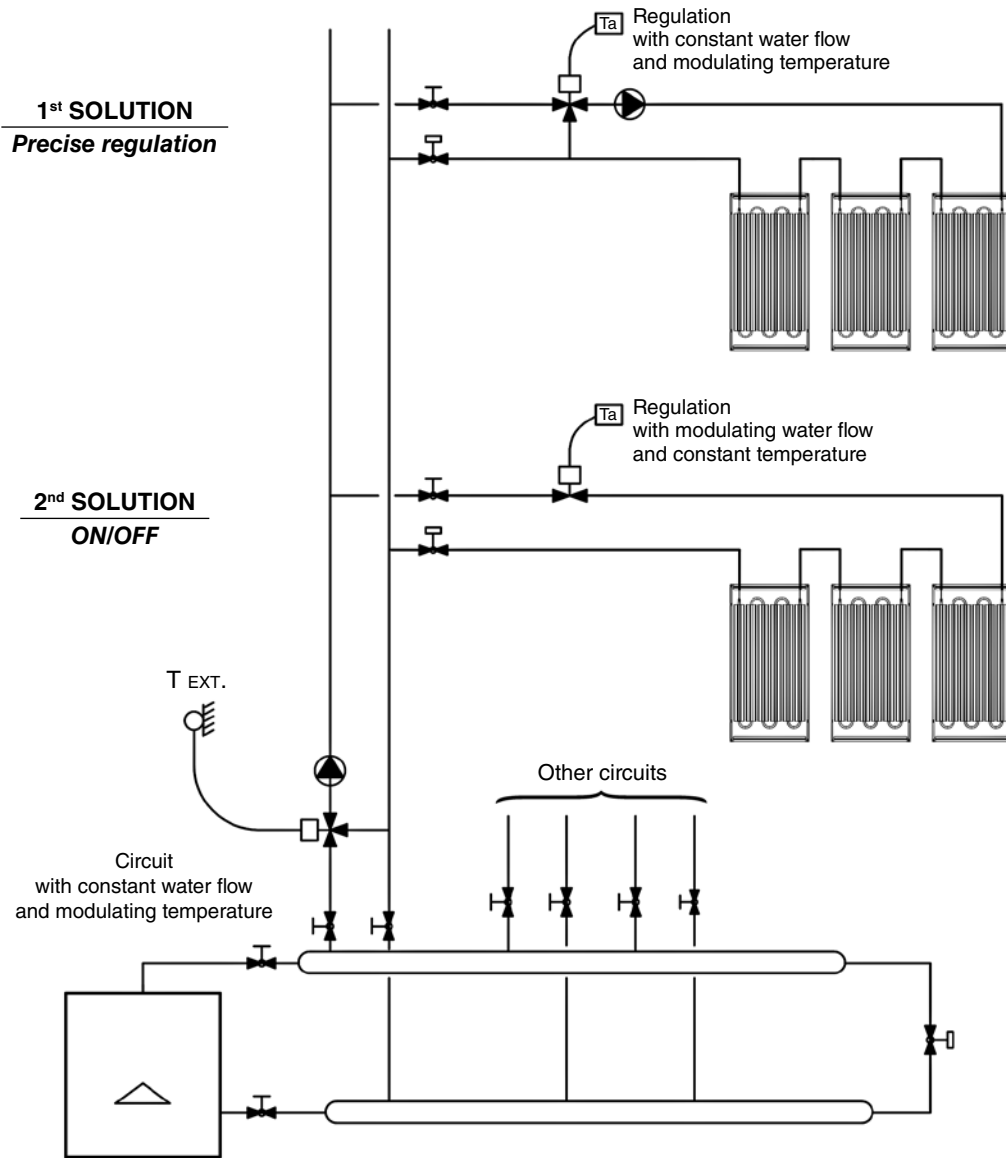 Ta
Regulation
with constant water flow
and modulating temperature
1st SOLUTION
Precise regulation
Ta
Regulation
with modulating water flow
and constant temperature
2nd SOLUTION
ON/OFF
T EXT.
Other circuits
Circuit
with constant water flow
and modulating temperature